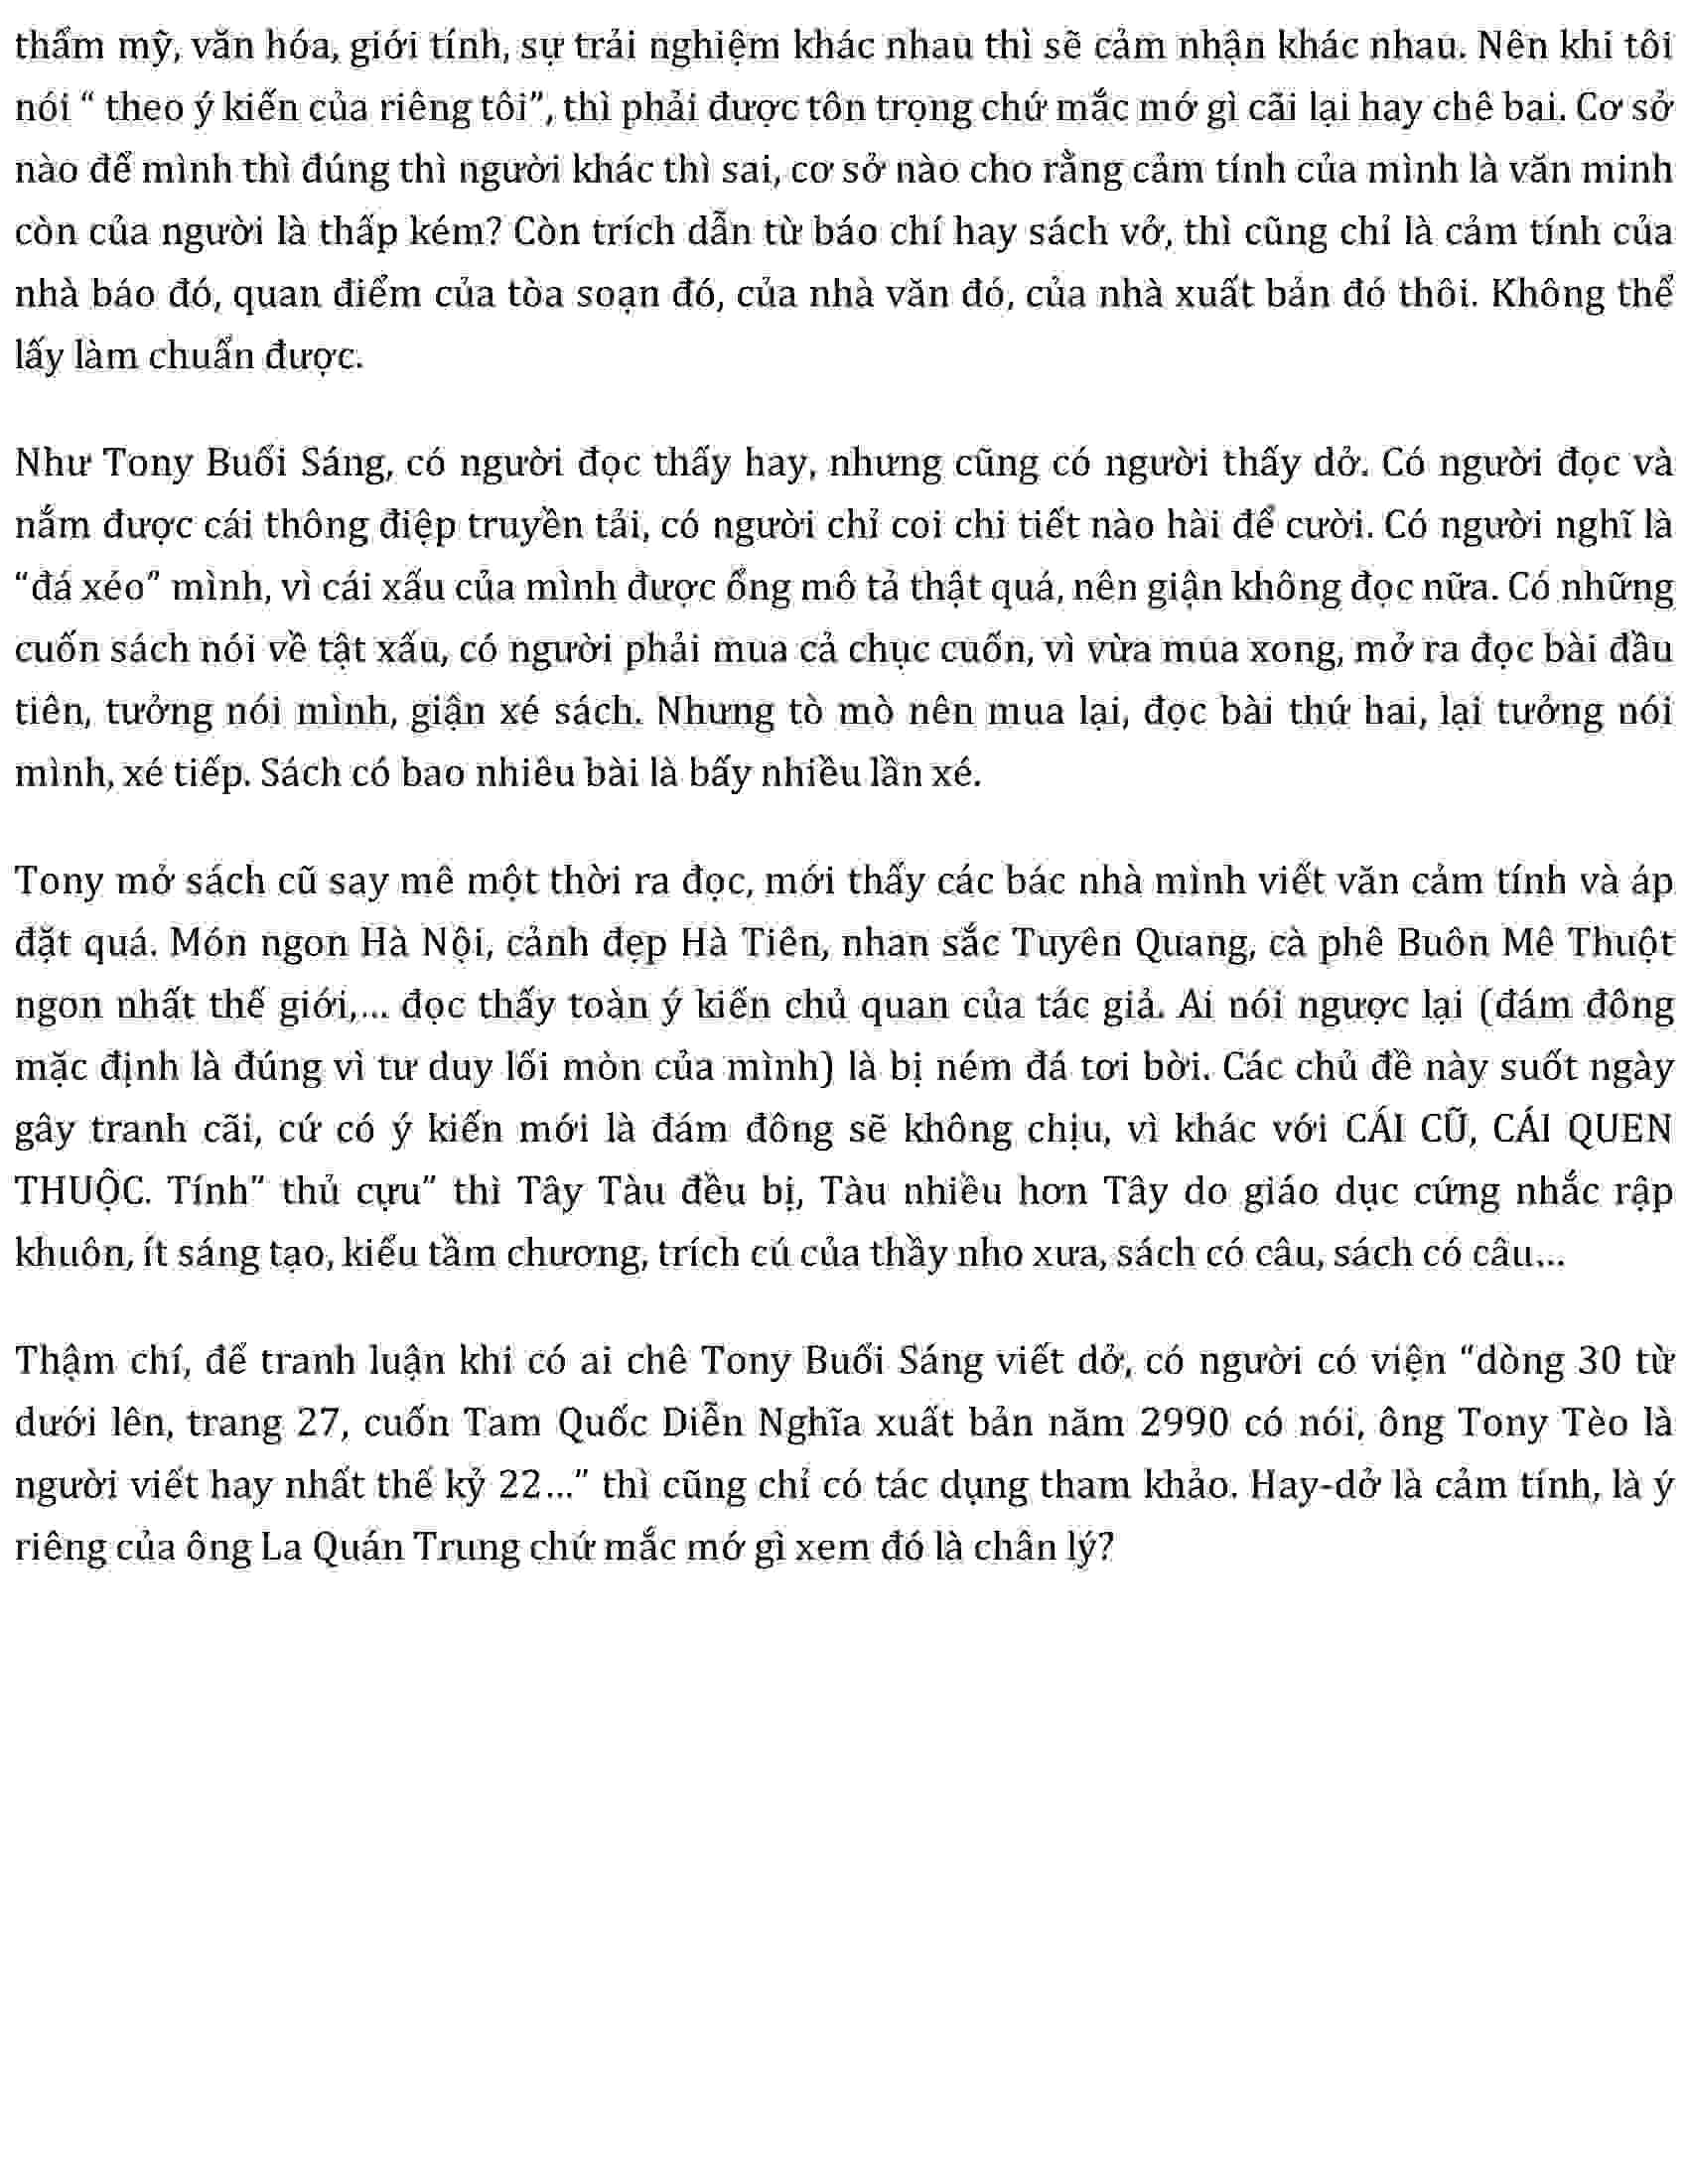 thẩm mỹ, văn hóa, giới tính, sự trải nghiệm khác nhau thì sẽ cảm nhận khác nhau. Nên khi tôi
nói “ theo ý kiến của riêng tôi”, thì phải được tôn trọng chứ mắc mớ gì cãi lại hay chê bai. Cơ sở
nào để mình thì đúng thì người khác thì sai, cơ sở nào cho rằng cảm tính của mình là văn minh
còn của người là thấp kém? Còn trích dẫn từ báo chí hay sách vở, thì cũng chỉ là cảm tính của
nhà báo đó, quan điểm của tòa soạn đó, của nhà văn đó, của nhà xuất bản đó thôi. Không thể
lấy làm chuẩn được.
Như Tony Buổi Sáng, có người đọc thấy hay, nhưng cũng có người thấy dở. Có người đọc và
nắm được cái thông điệp truyền tải, có người chỉ coi chi tiết nào hài để cười. Có người nghĩ là
“đá xéo” mình, vì cái xấu của mình được ổng mô tả thật quá, nên giận không đọc nữa. Có những
cuốn sách nói về tật xấu, có người phải mua cả chục cuốn, vì vừa mua xong, mở ra đọc bài đầu
tiên, tưởng nói mình, giận xé sách. Nhưng tò mò nên mua lại, đọc bài thứ hai, lại tưởng nói
mình, xé tiếp. Sách có bao nhiêu bài là bấy nhiều lần xé.
Tony mở sách cũ say mê một thời ra đọc, mới thấy các bác nhà mình viết văn cảm tính và áp
đặt quá. Món ngon Hà Nội, cảnh đẹp Hà Tiên, nhan sắc Tuyên Quang, cà phê Buôn Mê Thuột
ngon nhất thế giới,... đọc thấy toàn ý kiến chủ quan của tác giả. Ai nói ngược lại (đám đông
mặc định là đúng vì tư duy lối mòn của mình) là bị ném đá tơi bời. Các chủ đề này suốt ngày
gây tranh cãi, cứ có ý kiến mới là đám đông sẽ không chịu, vì khác với CÁI CŨ, CÁI QUEN
THUỘC. Tính” thủ cựu” thì Tây Tàu đều bị, Tàu nhiều hơn Tây do giáo dục cứng nhắc rập
khuôn, ít sáng tạo, kiểu tầm chương, trích cú của thầy nho xưa, sách có câu, sách có câu...
Thậm chí, để tranh luận khi có ai chê Tony Buổi Sáng viết dở, có người có viện “dòng 30 từ
dưới lên, trang 27, cuốn Tam Quốc Diễn Nghĩa xuất bản năm 2990 có nói, ông Tony Tèo là
người viết hay nhất thế kỷ 22...” thì cũng chỉ có tác dụng tham khảo. Hay-dở là cảm tính, là ý
riêng của ông La Quán Trung chứ mắc mớ gì xem đó là chân lý?